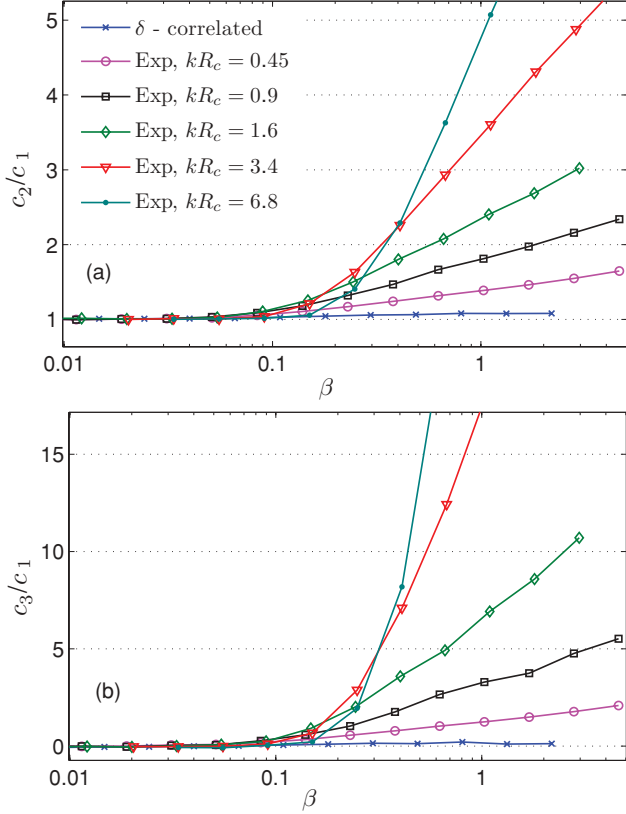 5
δ - correlated
Exp, kR_c = 0.45
Exp, kR_c = 0.9
4
Exp, kR_c = 1.6
Exp, kR_c = 3.4
3
Exp, kR_c = 6.8
c_2/c_1
2
(a)
1
0.01 0.1 1
β
15
10
c_3/c_1
5
(b)
0
0.01 0.1 1
β